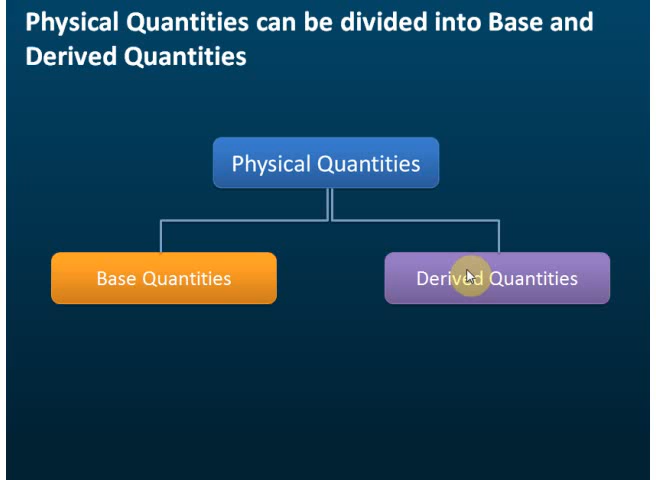 Physical Quantities can be divided into Base and
Derived Quantities
Physical Quantities
Base Quantities
Derived Quantities